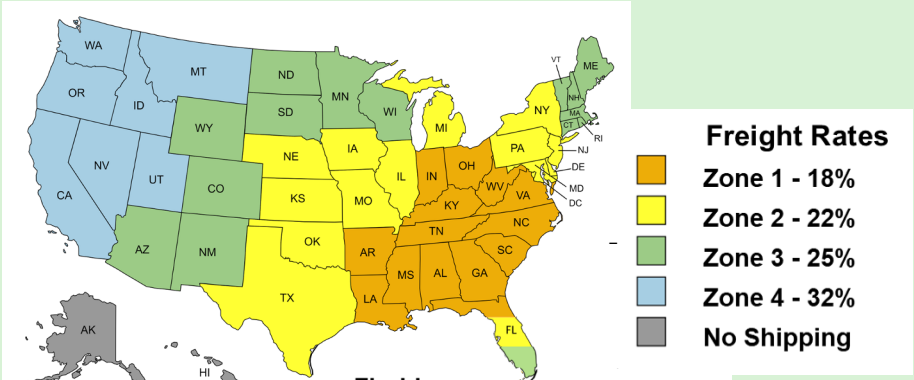 WA
MT
ND
MN
OR
ID
SD
WI
WY
MI
NY
VT
ME
NH
MA
CT
RI
NV
UT
CO
NE
IA
PA
NJ
CA
KS
MO
IL
IN
OH
DE
WV
VA
MD
DC
KY
AZ
NM
OK
AR
TN
NC
TX
LA
MS
AL
GA
SC
FL
AK
HI
Freight Rates
Zone 1 - 18%
Zone 2 - 22%
Zone 3 - 25%
Zone 4 - 32%
No Shipping